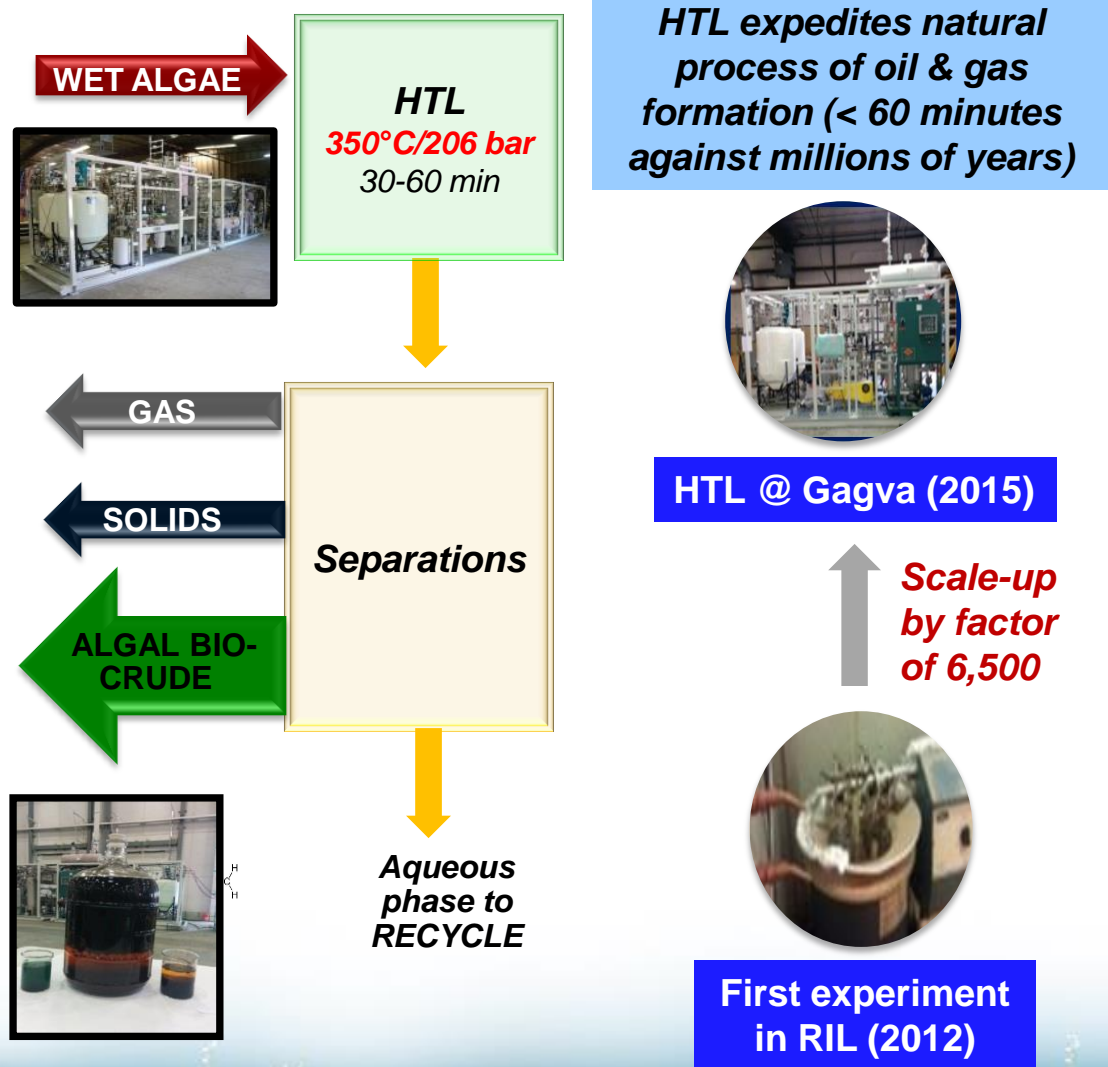 WET ALGAE
HTL
350°C/206 bar
30-60 min
GAS
SOLIDS
Separations
ALGAL BIO-
CRUDE
Aqueous
phase to
RECYCLE
H
C
H
HTL expedites natural
process of oil & gas
formation (< 60 minutes
against millions of years)
HTL @ Gagva (2015)
Scale-up
by factor
of 6,500
First experiment
in RIL (2012)